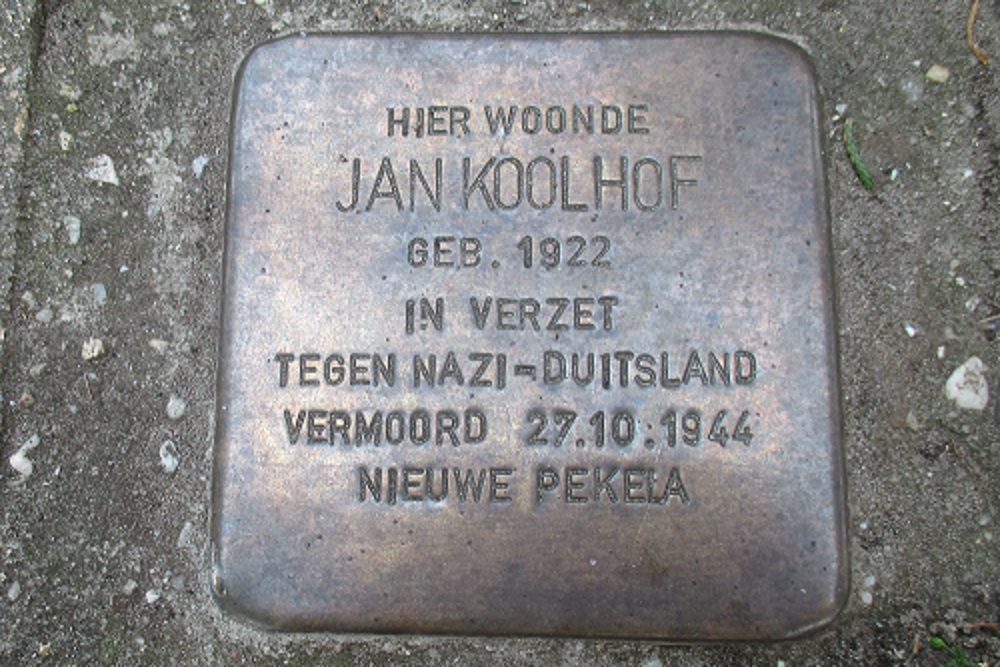 HIER WOONDE
JAN KOOLHOF
GEB. 1922
IN VERZET
TEGEN NAZI-DUITSLAND
VERMOORD 27.10.1944
NIEUWE PEKELA